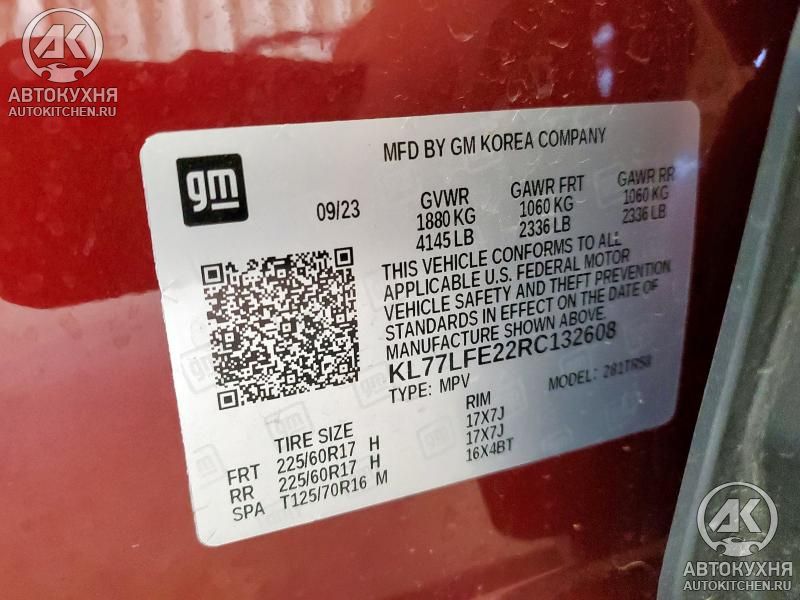 AK
АВТОКУХНЯ
AUTOKITCHEN.RU
MFD BY GM KOREA COMPANY
gm
09/23
GVWR GAWR FRT GAWR RR
1880 KG 1060 KG 1060 KG
4145 LB 2336 LB 2336 LB
THIS VEHICLE CONFORMS TO ALL
APPLICABLE U.S. FEDERAL MOTOR
VEHICLE SAFETY AND THEFT PREVENTION
STANDARDS IN EFFECT ON THE DATE OF
MANUFACTURE SHOWN ABOVE.
KL77LFE22RC132608
TYPE: MPV MODEL: 281TR58
TIRE SIZE RIM
FRT 225/60R17 H 17X7J
RR 225/60R17 H 17X7J
SPA T125/70R16 M 16X4BT
AK
АВТОКУХНЯ
AUTOKITCHEN.RU